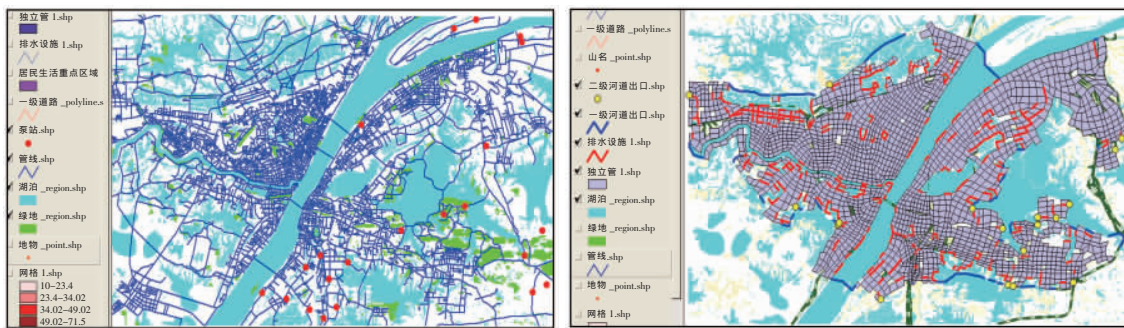 独立管 1.shp
排水设施 1.shp
居民生活重点区域
一级道路 _polyline.s
泵站.shp
管线.shp
湖泊 _region.shp
绿地 _region.shp
地物 _point.shp
网格 1.shp
10–23.4
23.4–34.02
34.02–49.02
49.02–71.5
一级道路 _polyline.s
山名 _point.shp
二级河道出口.shp
一级河道出口.shp
排水设施 1.shp
独立管 1.shp
湖泊 _region.shp
绿地 _region.shp
管线.shp
地物 _point.shp
网格 1.shp